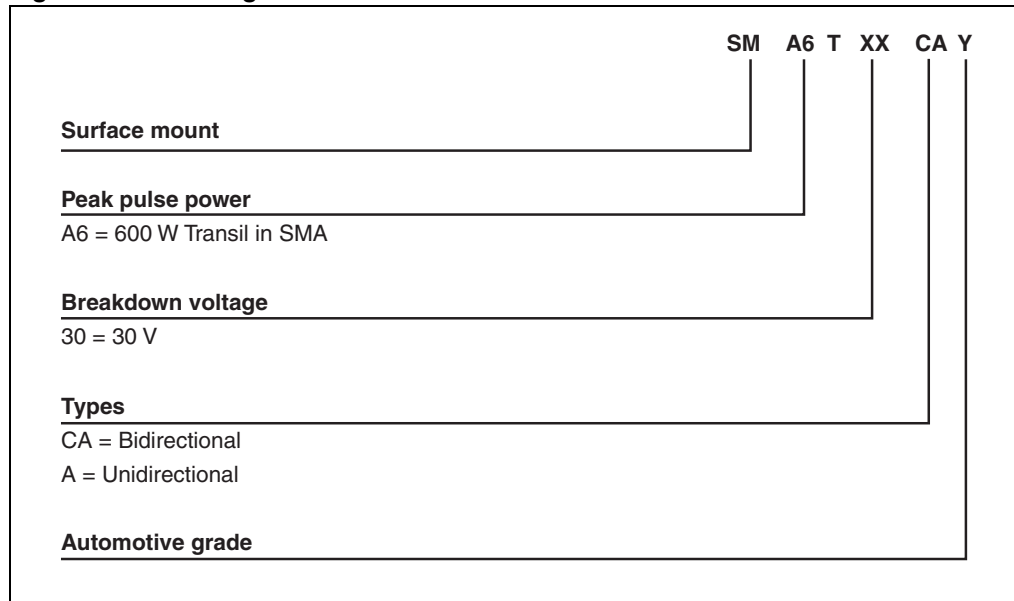 SM A6 T XX CA Y
Surface mount
Peak pulse power
A6 = 600 W Transil in SMA
Breakdown voltage
30 = 30 V
Types
CA = Bidirectional
A = Unidirectional
Automotive grade